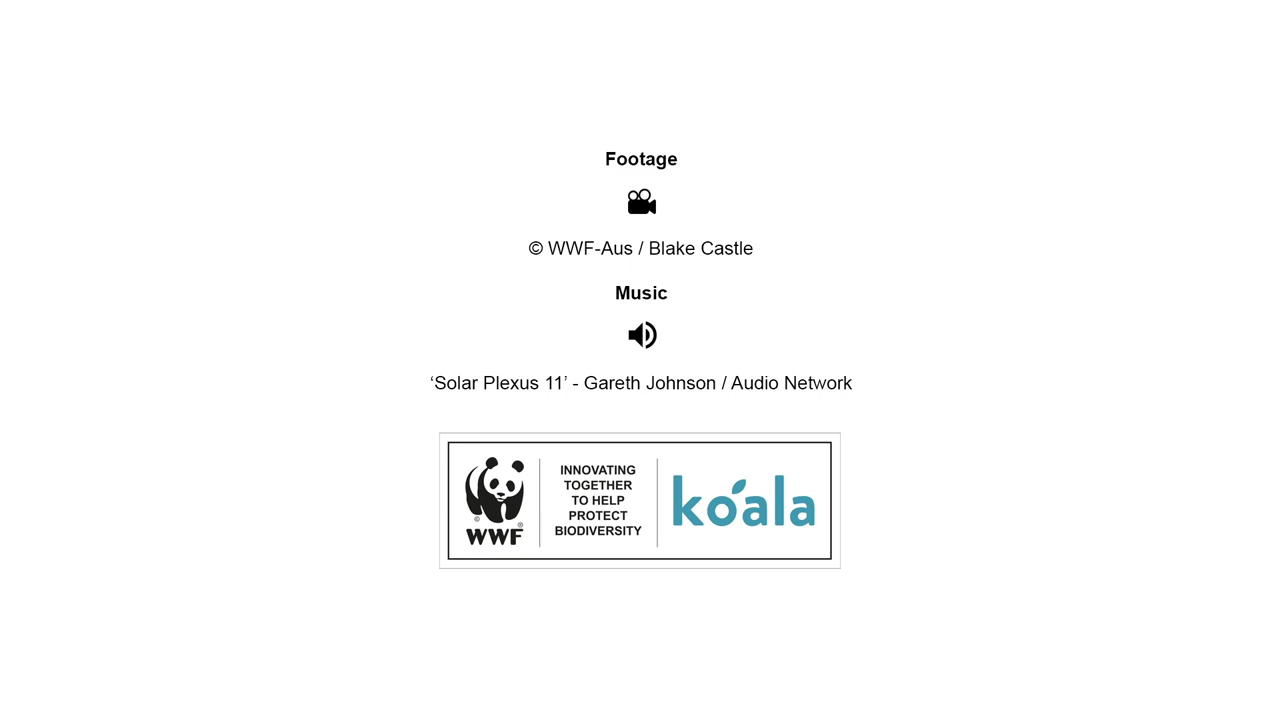 Footage
© WWF-Aus / Blake Castle
Music
‘Solar Plexus 11’ - Gareth Johnson / Audio Network
INNOVATING
TOGETHER
TO HELP
PROTECT
BIODIVERSITY
©
®
WWF
koala